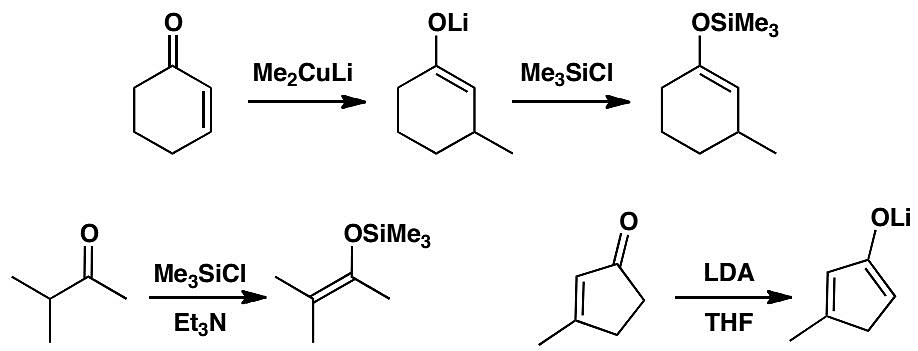 O
OLi
OSiMe3
Me2CuLi
Me3SiCl
O
OSiMe3
Me3SiCl
Et3N
O
OLi
LDA
THF